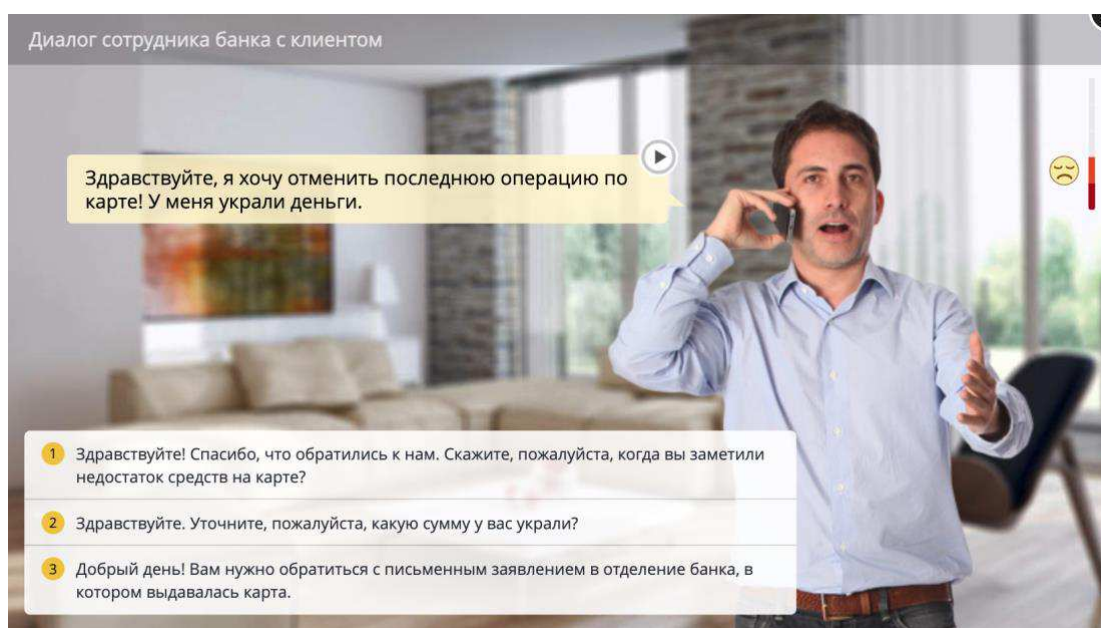 Диалог сотрудника банка с клиентом
Здравствуйте, я хочу отменить последнюю операцию по
карте! У меня украли деньги.
1 Здравствуйте! Спасибо, что обратились к нам. Скажите, пожалуйста, когда вы заметили
недостаток средств на карте?
2 Здравствуйте. Уточните, пожалуйста, какую сумму у вас украли?
3 Добрый день! Вам нужно обратиться с письменным заявлением в отделение банка, в
котором выдавалась карта.